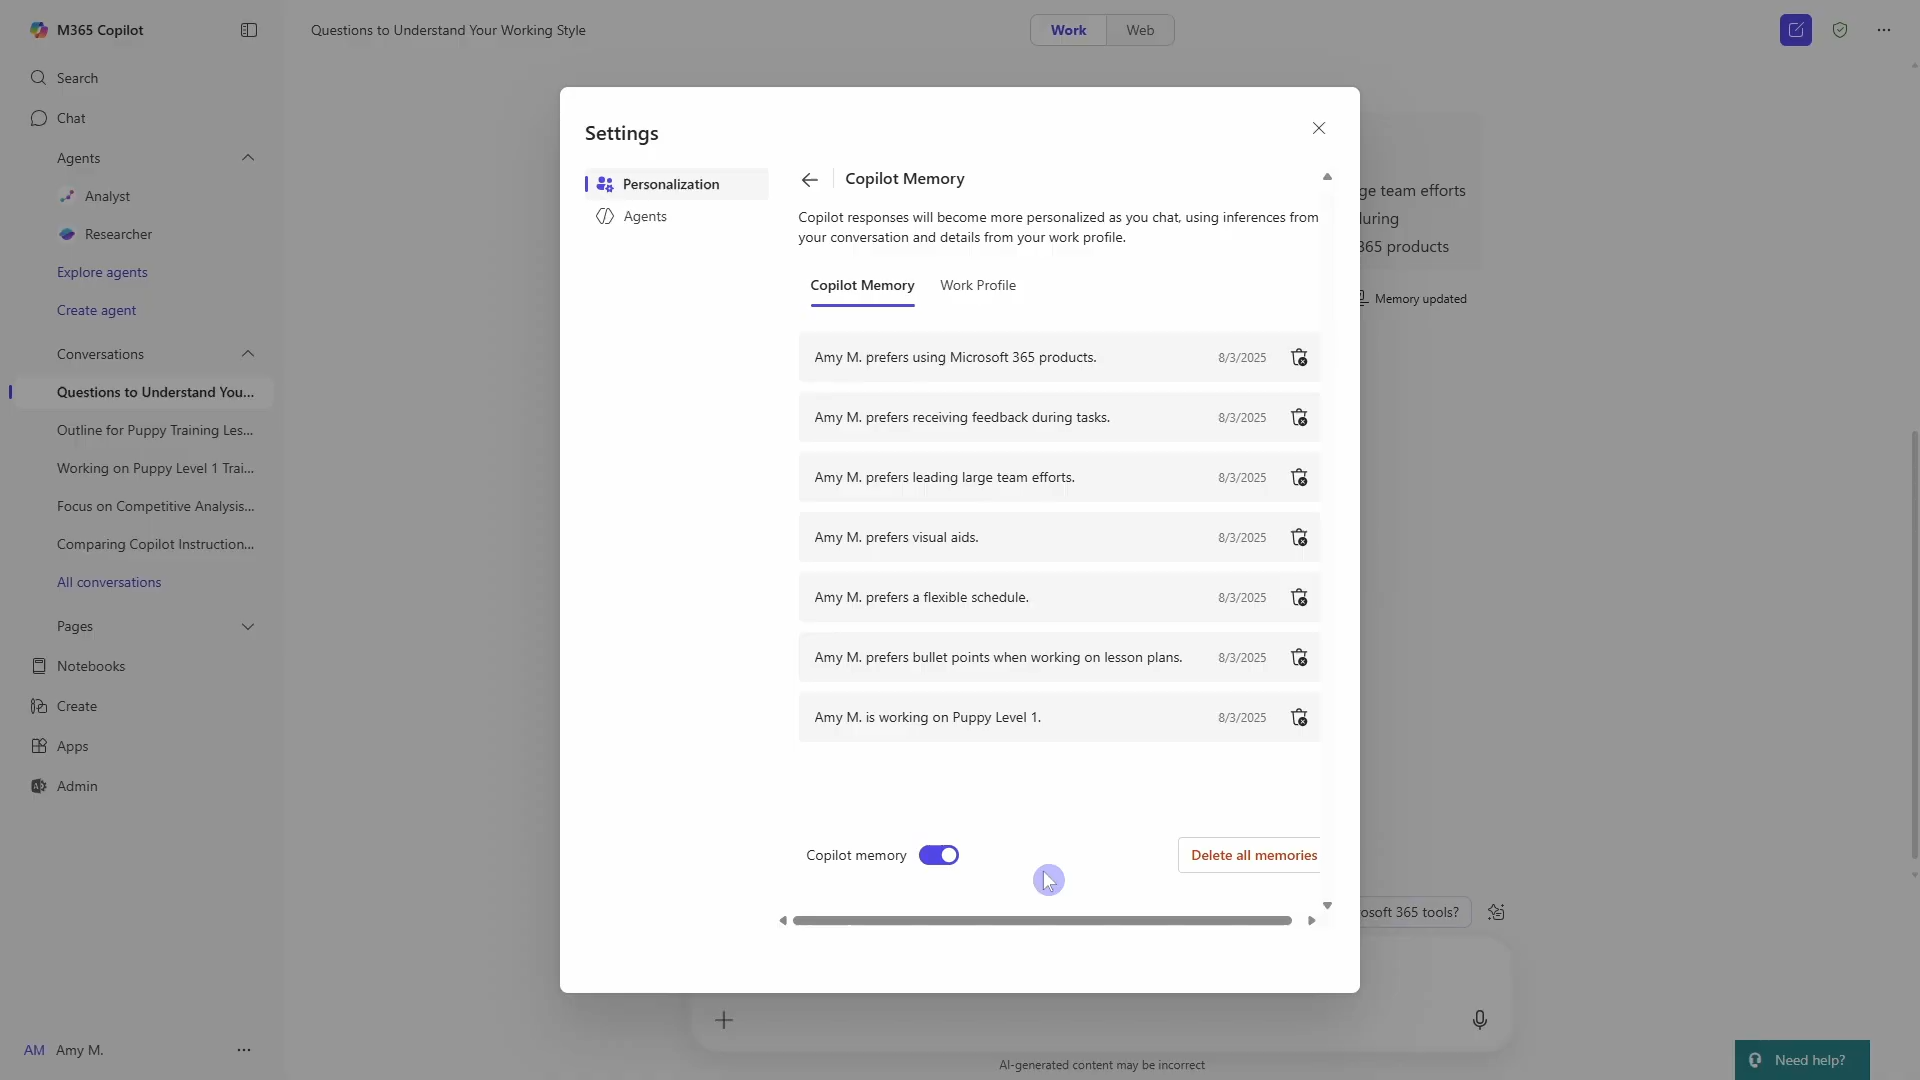 M365 Copilot
Search
Chat
Agents
Analyst
Researcher
Explore agents
Create agent
Conversations
Questions to Understand You...
Outline for Puppy Training Les...
Working on Puppy Level 1 Trai...
Focus on Competitive Analysis...
Comparing Copilot Instruction...
All conversations
Pages
Notebooks
Create
Apps
Admin
AM Amy M.
Questions to Understand Your Working Style
Work Web
Settings
Personalization
Agents
Copilot Memory
Copilot responses will become more personalized as you chat, using inferences from
your conversation and details from your work profile.
Copilot Memory Work Profile
Amy M. prefers using Microsoft 365 products. 8/3/2025
Amy M. prefers receiving feedback during tasks. 8/3/2025
Amy M. prefers leading large team efforts. 8/3/2025
Amy M. prefers visual aids. 8/3/2025
Amy M. prefers a flexible schedule. 8/3/2025
Amy M. prefers bullet points when working on lesson plans. 8/3/2025
Amy M. is working on Puppy Level 1. 8/3/2025
Copilot memory
Delete all memories
ge team efforts
during
365 products
Memory updated
osoft 365 tools?
AI-generated content may be incorrect
Need help?